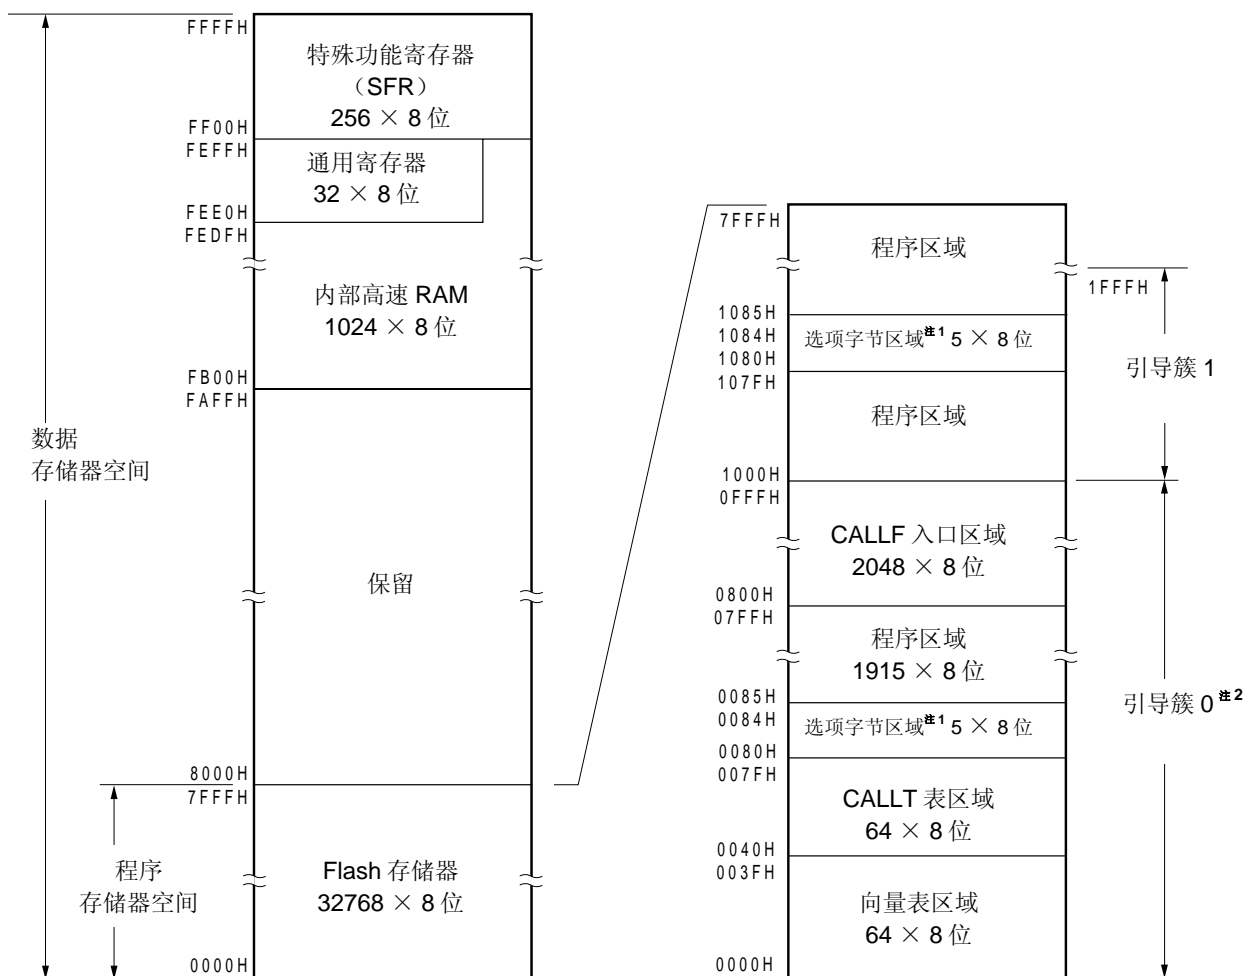 FFFFH
特殊功能寄存器
（SFR）
256 × 8 位
FF00H
FEFFH
通用寄存器
32 × 8 位
FEE0H
FEDFH
内部高速 RAM
1024 × 8 位
FB00H
FAFFH
数据
存储器空间
保留
8000H
7FFFH
程序
存储器空间
Flash 存储器
32768 × 8 位
0000H
7FFFH
程序区域
1FFFH
1085H
1084H
选项字节区域注1 5 × 8 位
1080H
107FH
引导簇 1
程序区域
1000H
0FFFH
CALLF 入口区域
2048 × 8 位
0800H
07FFH
程序区域
1915 × 8 位
0085H
0084H
选项字节区域注1 5 × 8 位
引导簇 0注2
0080H
007FH
CALLT 表区域
64 × 8 位
0040H
003FH
向量表区域
64 × 8 位
0000H